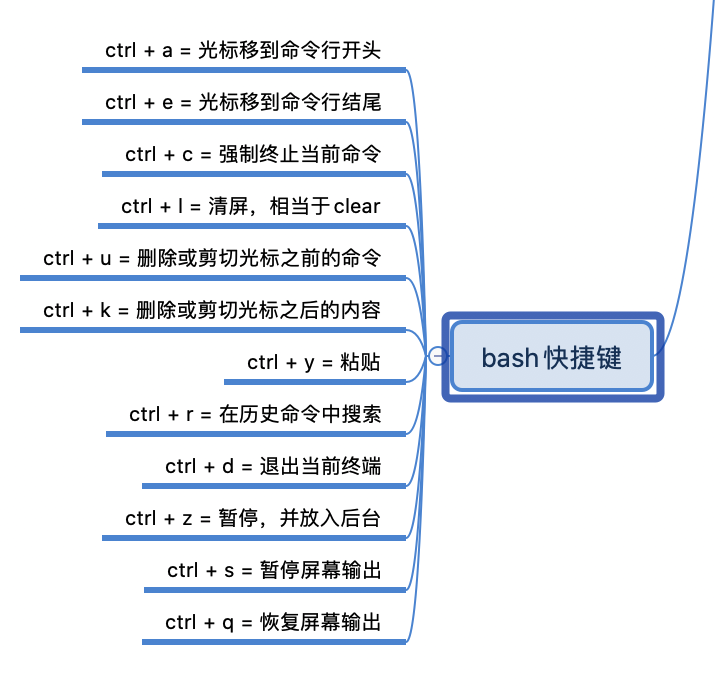 ctrl + a = 光标移到命令行开头
ctrl + e = 光标移到命令行结尾
ctrl + c = 强制终止当前命令
ctrl + l = 清屏，相当于clear
ctrl + u = 删除或剪切光标之前的命令
ctrl + k = 删除或剪切光标之后的内容
ctrl + y = 粘贴
ctrl + r = 在历史命令中搜索
ctrl + d = 退出当前终端
ctrl + z = 暂停，并放入后台
ctrl + s = 暂停屏幕输出
ctrl + q = 恢复屏幕输出
bash快捷键